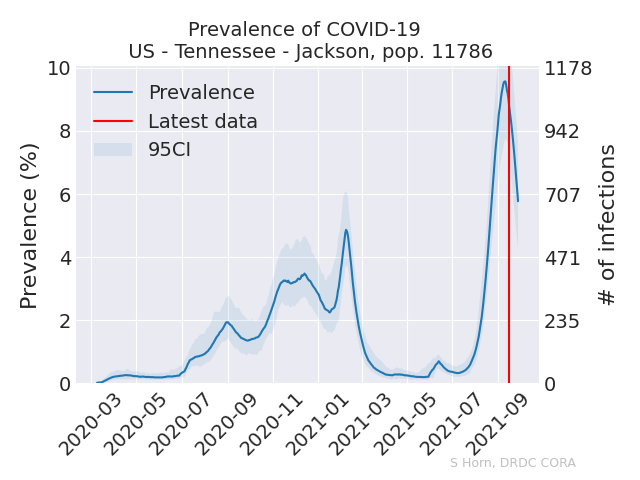 Prevalence of COVID-19
US - Tennessee - Jackson, pop. 11786
Prevalence
Latest data
95CI
Prevalence (%)
10
8
6
4
2
0
1178
942
707
471
235
0
# of infections
2020-03
2020-05
2020-07
2020-09
2020-11
2021-01
2021-03
2021-05
2021-07
2021-09
S Horn, DRDC CORA